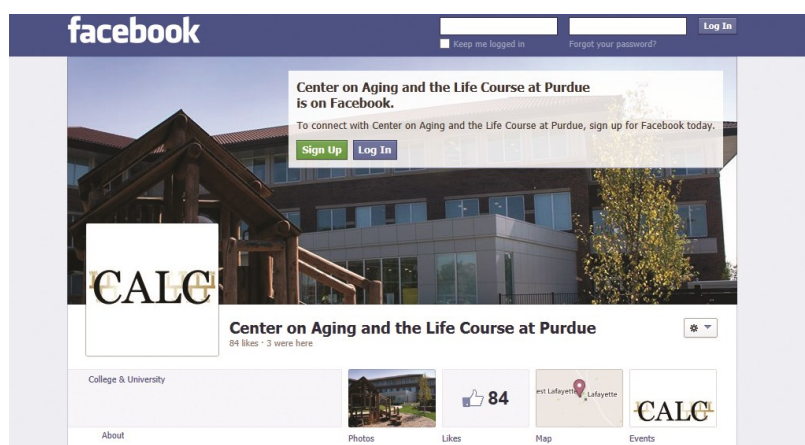 facebook
Log In
Keep me logged in
Forgot your password?
Center on Aging and the Life Course at Purdue
is on Facebook.
To connect with Center on Aging and the Life Course at Purdue, sign up for Facebook today.
Sign Up
Log In
CALC
Center on Aging and the Life Course at Purdue
84 likes · 3 were here
College & University
84
est Lafayette
Lafayette
CALC
About
Photos
Likes
Map
Events